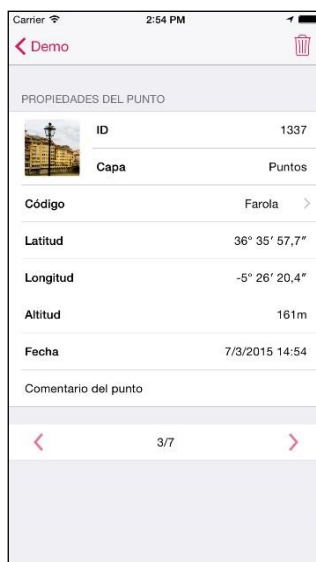 Carrier 2:54 PM
Demo
PROPIEDADES DEL PUNTO
ID 1337
Capa Puntos
Código Farola
Latitud 36° 35′ 57,7″
Longitud -5° 26′ 20,4″
Altitud 161m
Fecha 7/3/2015 14:54
Comentario del punto
3/7